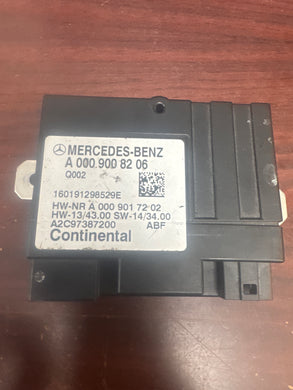 MERCEDES-BENZ
A 000 900 82 06
Q002
160191298529E
HW-NR A 000 901 72 02
HW-13/43.00 SW-14/34.00
A2C97387200 ABF
Continental